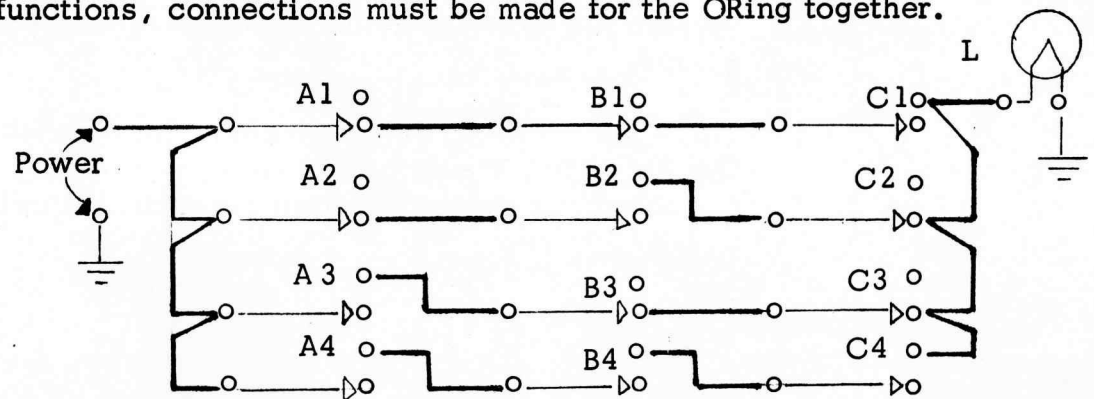 functions, connections must be made for the ORing together.
L
A1 B1 C1
Power
A2 B2 C2
A 3 B3 C3
A4 B4 C4